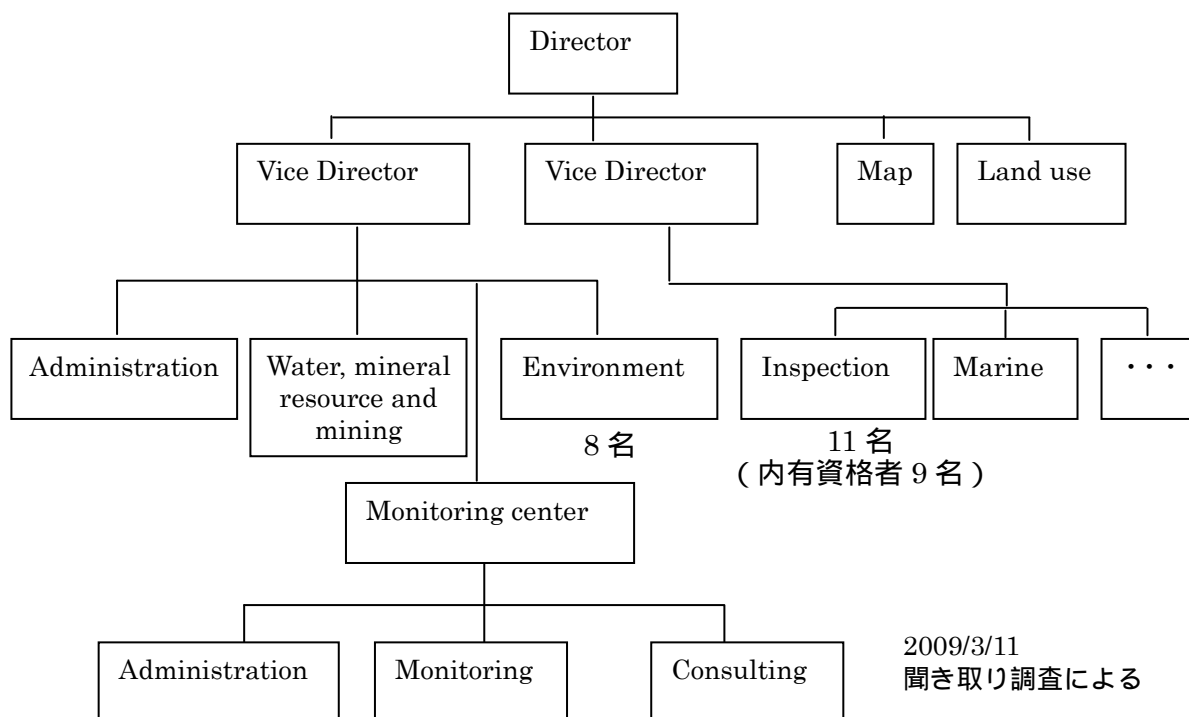 Director
Vice Director
Vice Director
Map
Land use
Administration
Water, mineral
resource and
mining
Environment
Inspection
Marine
・・・
8 名
11 名
（内有資格者 9 名）
Monitoring center
Administration
Monitoring
Consulting
2009/3/11
聞き取り調査による